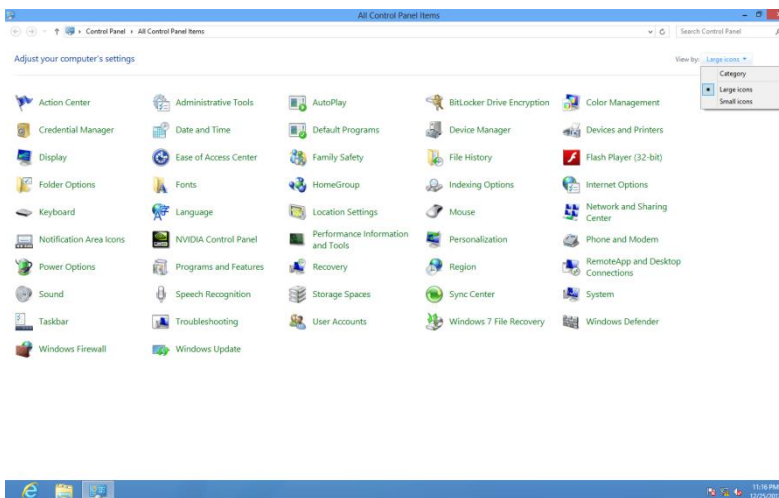 All Control Panel Items
Control Panel All Control Panel Items
Search Control Panel
Adjust your computer's settings
View by: Large icons
Category
Large icons
Small icons
Action Center Administrative Tools AutoPlay BitLocker Drive Encryption Color Management
Credential Manager Date and Time Default Programs Device Manager Devices and Printers
Display Ease of Access Center Family Safety File History Flash Player (32-bit)
Folder Options Fonts HomeGroup Indexing Options Internet Options
Keyboard Language Location Settings Mouse Network and Sharing
Center
Notification Area Icons NVIDIA Control Panel Performance Information
and Tools Personalization Phone and Modem
Power Options Programs and Features Recovery Region RemoteApp and Desktop
Connections
Sound Speech Recognition Storage Spaces Sync Center System
Taskbar Troubleshooting User Accounts Windows 7 File Recovery Windows Defender
Windows Firewall Windows Update
11:16 PM